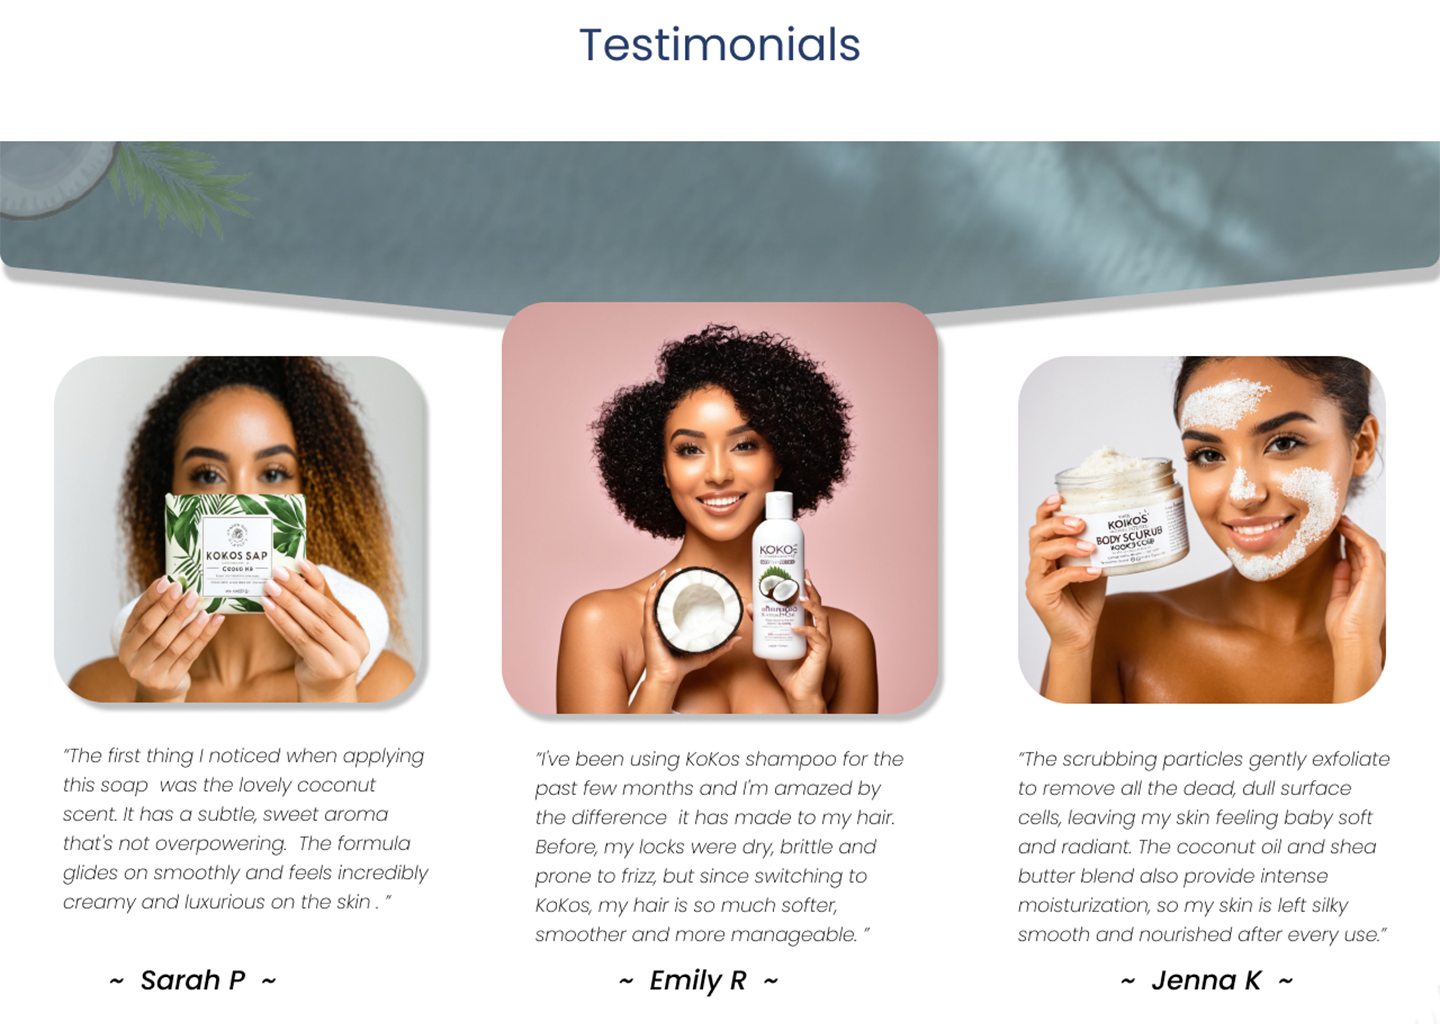 Testimonials
KOKOS SAP
KOKOS
KOKOS
BODY SCURUB
"The first thing I noticed when applying
this soap was the lovely coconut
scent. It has a subtle, sweet aroma
that's not overpowering. The formula
glides on smoothly and feels incredibly
creamy and luxurious on the skin . "
~ Sarah P ~
"I've been using KoKos shampoo for the
past few months and I'm amazed by
the difference it has made to my hair.
Before, my locks were dry, brittle and
prone to frizz, but since switching to
KoKos, my hair is so much softer,
smoother and more manageable. "
~ Emily R ~
"The scrubbing particles gently exfoliate
to remove all the dead, dull surface
cells, leaving my skin feeling baby soft
and radiant. The coconut oil and shea
butter blend also provide intense
moisturization, so my skin is left silky
smooth and nourished after every use."
~ Jenna K ~